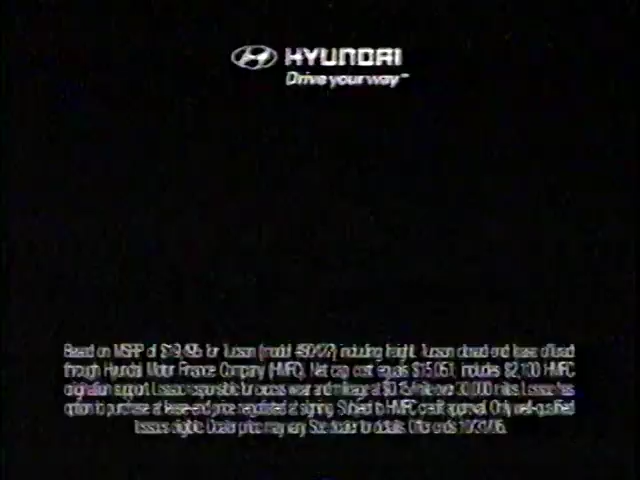 HYUNDAI
Drive your way™
Based on MSRP of $19,495 for Tucson (model including freight. Tucson closed-end lease offered
through Hyundai Motor Finance Company (HMFC). Net cap cost equals $15,051, includes $2,100 HMFC
origination support. Lessee responsible for excess wear and mileage at $0.15/mile over 30,000 miles. Lessee has
option to purchase at lease-end price negotiated at signing. Subject to HMFC credit approval. Only well-qualified
lessees eligible. Dealer price may vary. See dealer for details. Offer ends